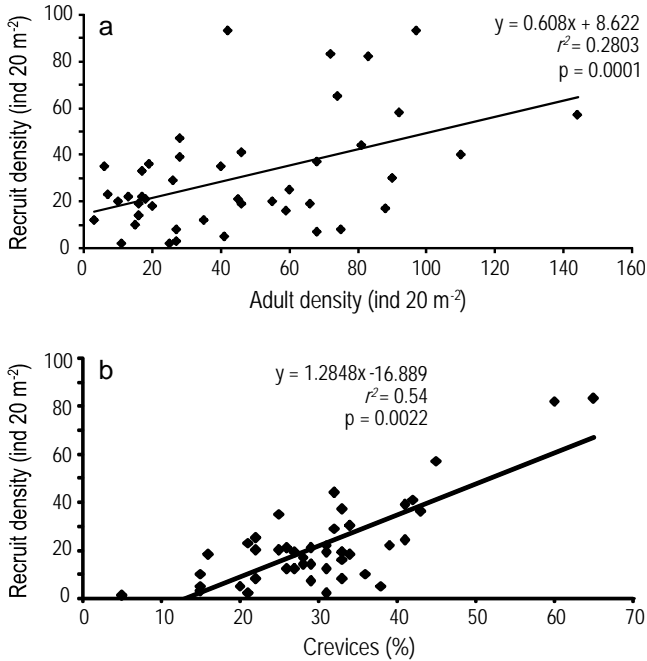 a
y = 0.608x + 8.622
r² = 0.2803
p = 0.0001
Recruit density (ind 20 m⁻²)
100
80
60
40
20
0
0 20 40 60 80 100 120 140 160
Adult density (ind 20 m⁻²)
b
y = 1.2848x -16.889
r² = 0.54
p = 0.0022
Recruit density (ind 20 m⁻²)
100
80
60
40
20
0
0 10 20 30 40 50 60 70
Crevices (%)